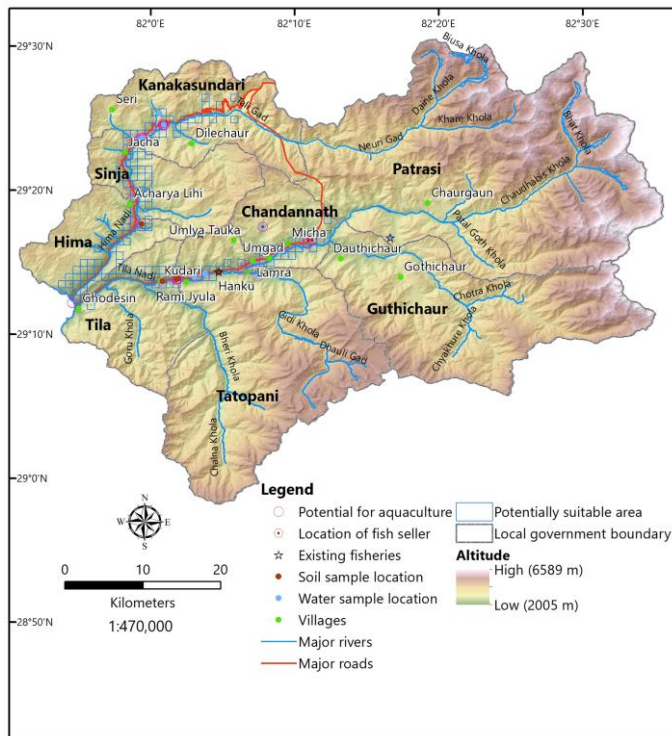 82°0'E
82°10'E
82°20'E
82°30'E
29°30'N
29°20'N
29°10'N
29°0'N
28°50'N
Biusa Khola
Kanakasundari
Seri
Tali Gad
Daine Khola
Khare Khola
Birat Khola
Jacha
Dilechaur
Neuri Gad
Sinja
Patrasi
Chaudhabis Khola
Acharya Lihi
Chaurgaun
Chandannath
Patal Goth Khola
Hima
Hima Nadi
Umlya Tauka
Micha
Umgad
Dauthichaur
Tila Nadi
Kudari
Lamra
Gothichaur
Ghodesin
Rami Jyula
Hanku
Chotra Khola
Tila
Guthichaur
Goru Khola
Bheri Khola
Gidi Khola
Dhauli Gad
Chyakhure Khola
Tatopani
Chalna Khola
Legend
Potential for aquaculture
Location of fish seller
Existing fisheries
Soil sample location
Water sample location
Villages
Major rivers
Major roads
Potentially suitable area
Local government boundary
Altitude
High (6589 m)
Low (2005 m)
N
W E
S
0 10 20
Kilometers
1:470,000